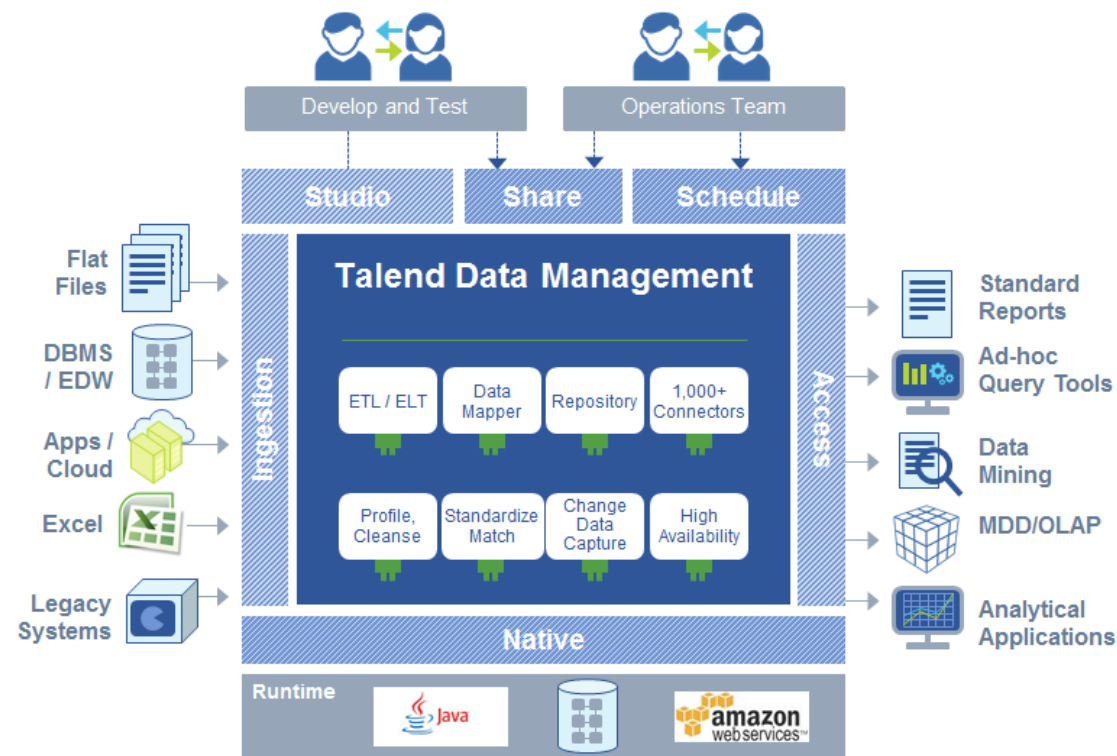 Develop and Test
Operations Team
Studio
Share
Schedule
Flat
Files
DBMS
/ EDW
Apps /
Cloud
Excel
Legacy
Systems
Ingestion
Talend Data Management
ETL / ELT
Data
Mapper
Repository
1,000+
Connectors
Profile,
Cleanse
Standardize
Match
Change
Data
Capture
High
Availability
Access
Standard
Reports
Ad-hoc
Query Tools
Data
Mining
MDD/OLAP
Analytical
Applications
Native
Runtime
Java
amazon
webservices™